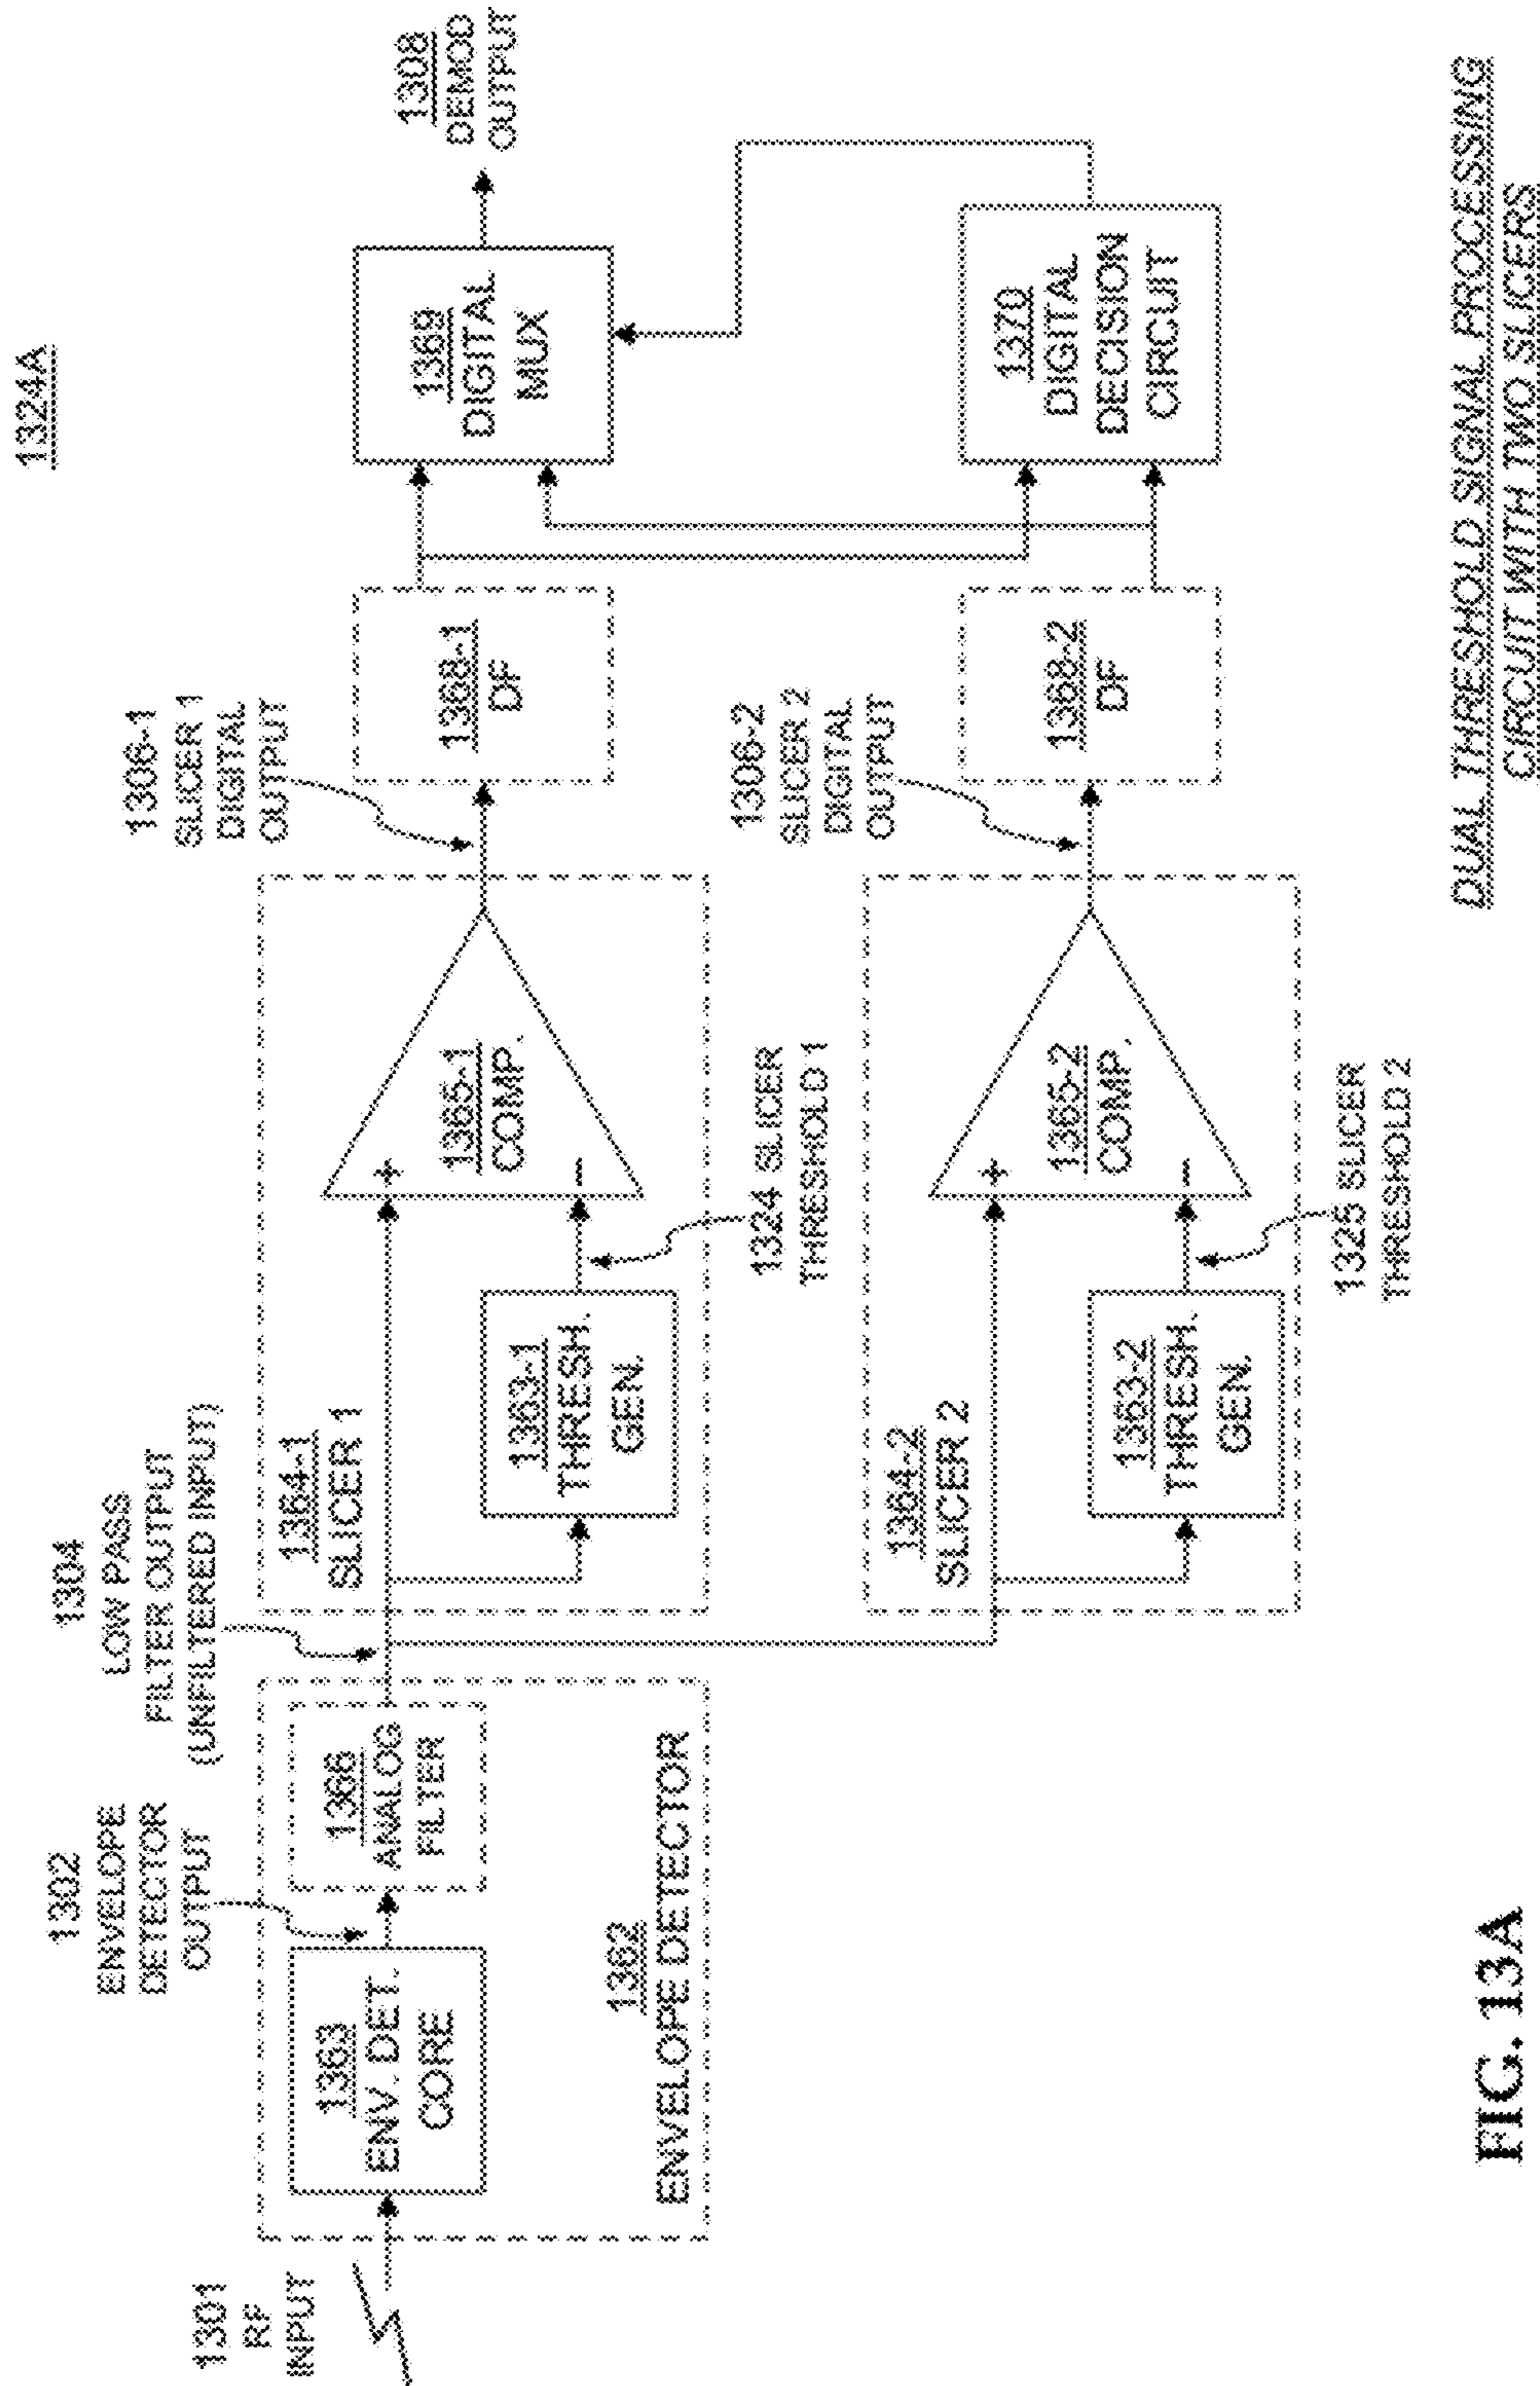 1324A
1301
RF
INPUT
1302
ENVELOPE
DETECTOR
OUTPUT
1304
LOW PASS
FILTER OUTPUT
(UNFILTERED INPUT)
1306-1
SLICER 1
DIGITAL
OUTPUT
1308
DEMOD
OUTPUT
1363
ENV. DET.
CORE
1366
ANALOG
FILTER
1362
ENVELOPE DETECTOR
1364-1
SLICER 1
1363-1
THRESH.
GEN.
+
−
1365-1
COMP.
1324 SLICER
THRESHOLD 1
1368-1
DF
1369
DIGITAL
MUX
1306-2
SLICER 2
DIGITAL
OUTPUT
1364-2
SLICER 2
1363-2
THRESH.
GEN.
+
−
1365-2
COMP.
1325 SLICER
THRESHOLD 2
1368-2
DF
1370
DIGITAL
DECISION
CIRCUIT
FIG. 13A
DUAL THRESHOLD SIGNAL PROCESSING
CIRCUIT WITH TWO SLICERS